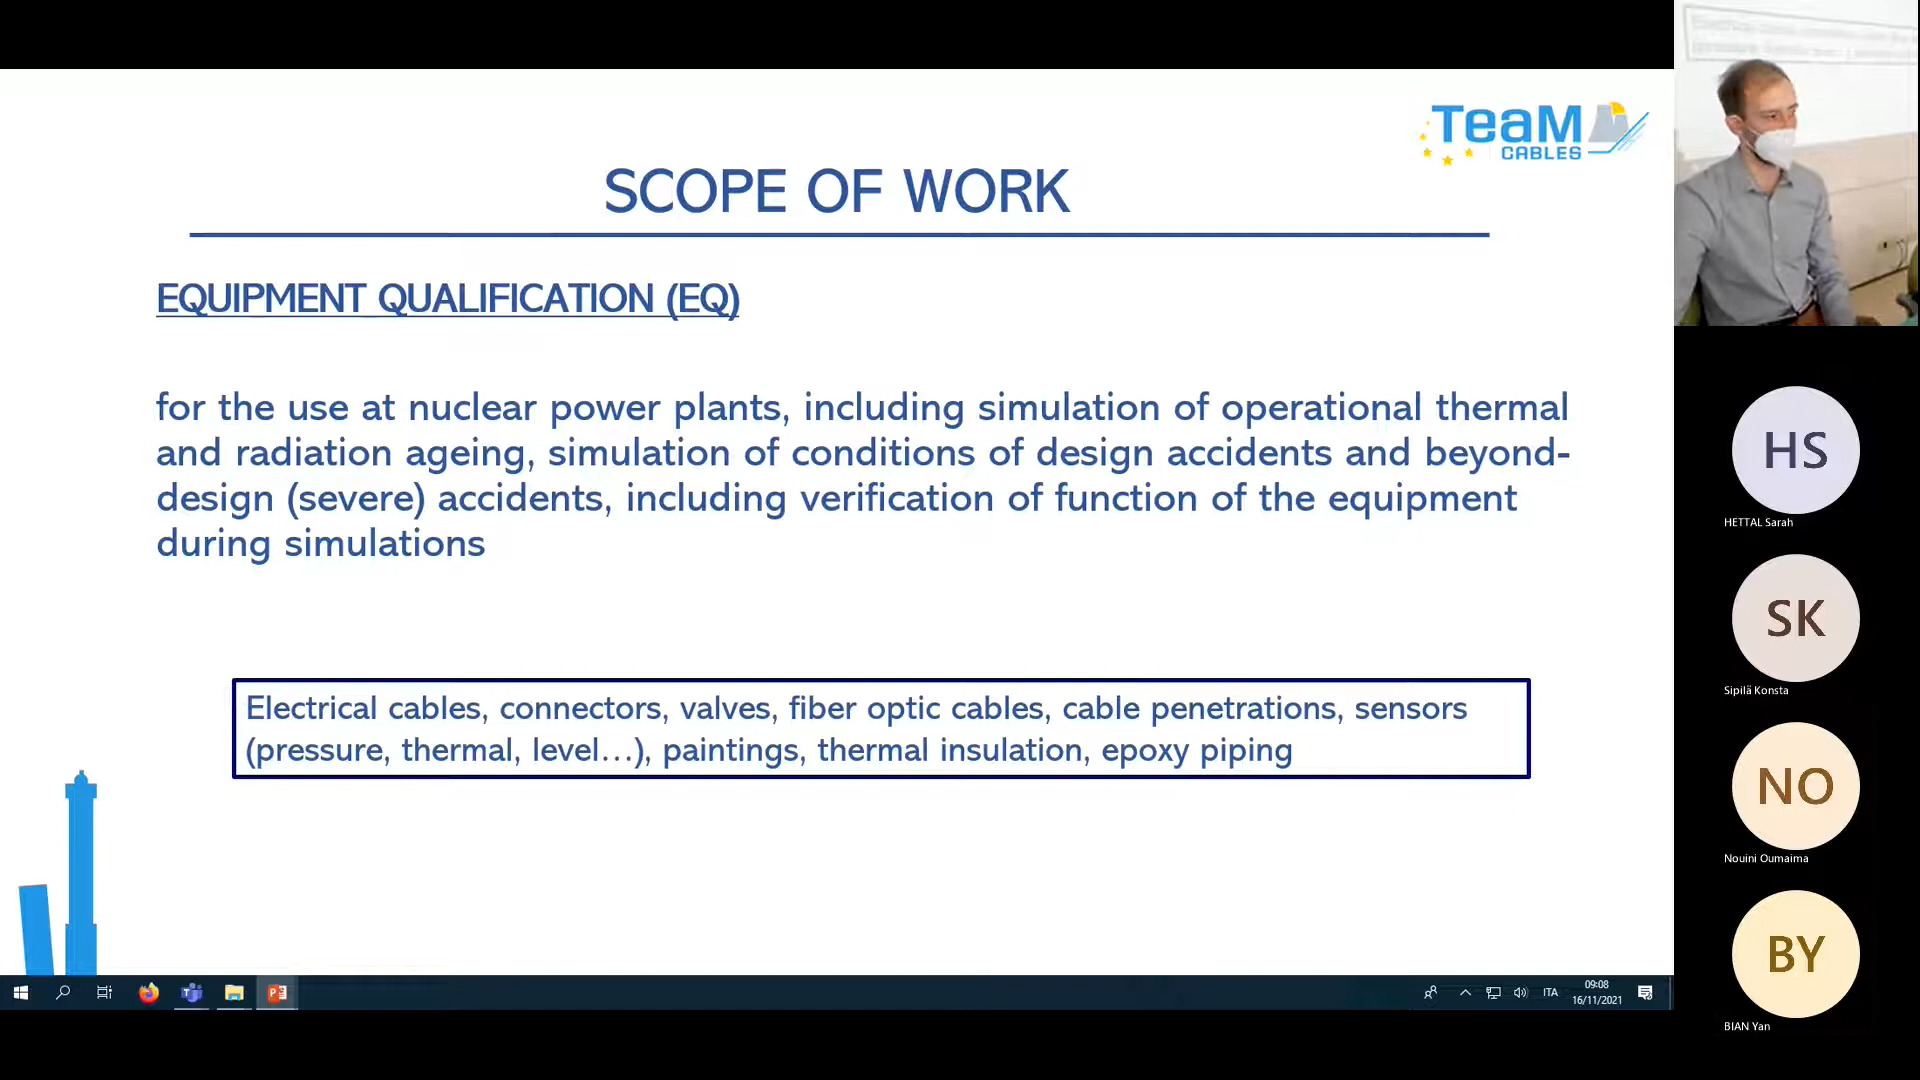 TeaM
CABLES
SCOPE OF WORK
EQUIPMENT QUALIFICATION (EQ)
for the use at nuclear power plants, including simulation of operational thermal
and radiation ageing, simulation of conditions of design accidents and beyond-
design (severe) accidents, including verification of function of the equipment
during simulations
Electrical cables, connectors, valves, fiber optic cables, cable penetrations, sensors
(pressure, thermal, level...), paintings, thermal insulation, epoxy piping
HS
HETTAL Sarah
SK
Sipilä Konsta
NO
Nouini Oumaima
BY
BIAN Yan
ITA
09:08
16/11/2021